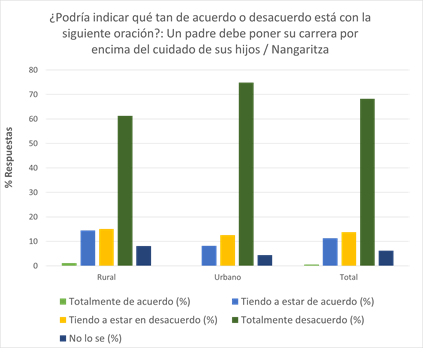 ¿Podría indicar qué tan de acuerdo o desacuerdo está con la
siguiente oración?: Un padre debe poner su carrera por
encima del cuidado de sus hijos / Nangaritza
80
70
60
50
40
30
20
10
0
% Respuestas
Rural Urbano Total
Totalmente de acuerdo (%) Tiendo a estar de acuerdo (%)
Tiendo a estar en desacuerdo (%) Totalmente desacuerdo (%)
No lo se (%)